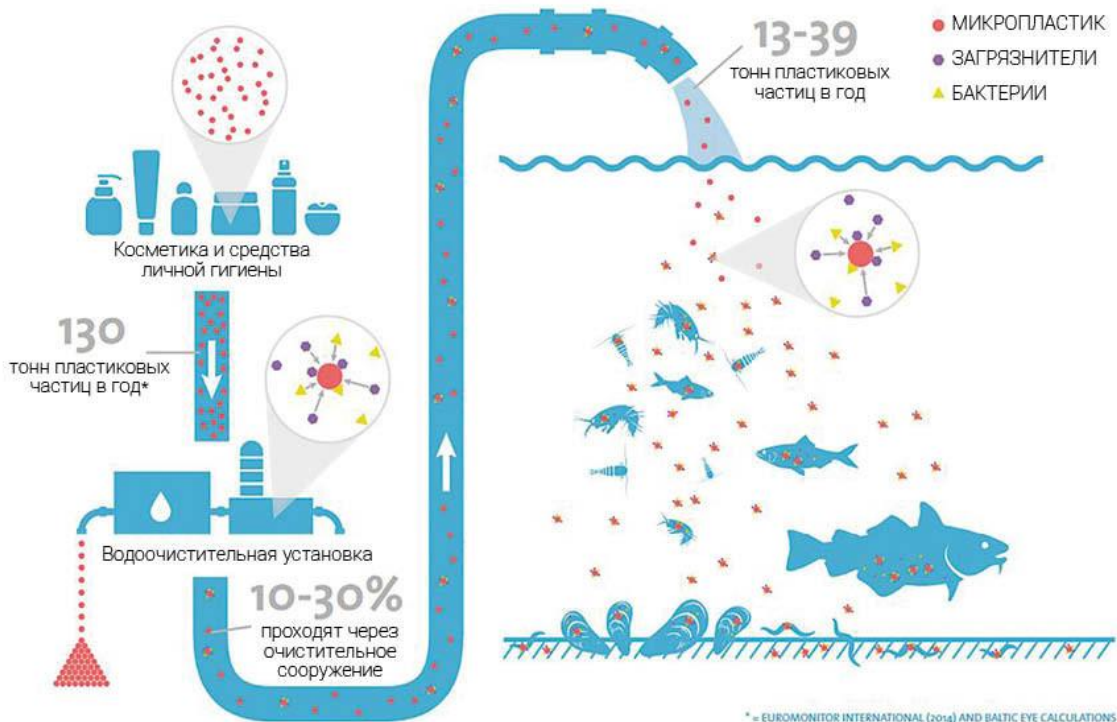 13-39
тонн пластиковых
частиц в год
МИКРОПЛАСТИК
ЗАГРЯЗНИТЕЛИ
БАКТЕРИИ
Косметика и средства
личной гигиены
130
тонн пластиковых
частиц в год*
Водоочистительная установка
10-30%
проходят через
очистительное
сооружение
* = EUROMONITOR INTERNATIONAL (2014) AND BALTIC EYE CALCULATIONS